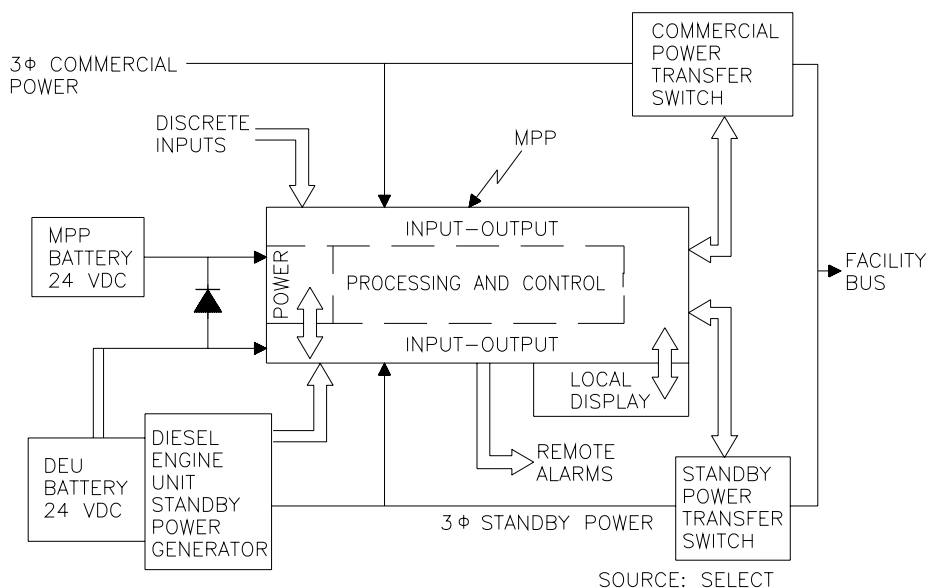 COMMERCIAL
POWER
TRANSFER
SWITCH
3Φ COMMERCIAL
POWER
DISCRETE
INPUTS
MPP
MPP
BATTERY
24 VDC
INPUT-OUTPUT
POWER
PROCESSING AND CONTROL
INPUT-OUTPUT
FACILITY
BUS
LOCAL
DISPLAY
DEU
BATTERY
24 VDC
DIESEL
ENGINE
UNIT
STANDBY
POWER
GENERATOR
REMOTE
ALARMS
3Φ STANDBY POWER
STANDBY
POWER
TRANSFER
SWITCH
SOURCE: SELECT